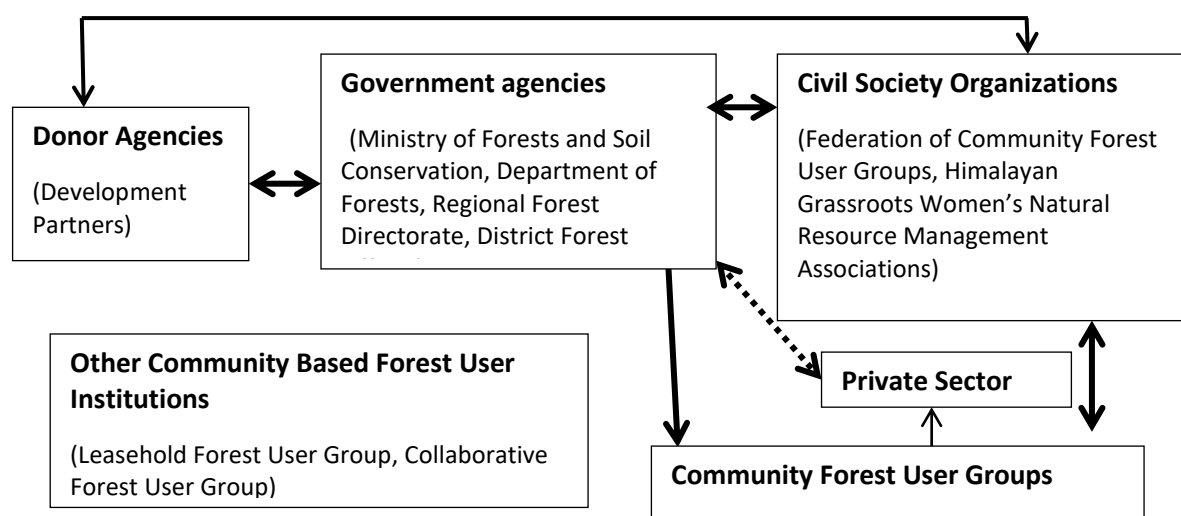 Donor Agencies
(Development
Partners)
Government agencies
(Ministry of Forests and Soil
Conservation, Department of
Forests, Regional Forest
Directorate, District Forest
Civil Society Organizations
(Federation of Community Forest
User Groups, Himalayan
Grassroots Women’s Natural
Resource Management
Associations)
Other Community Based Forest User
Institutions
(Leasehold Forest User Group, Collaborative
Forest User Group)
Private Sector
Community Forest User Groups